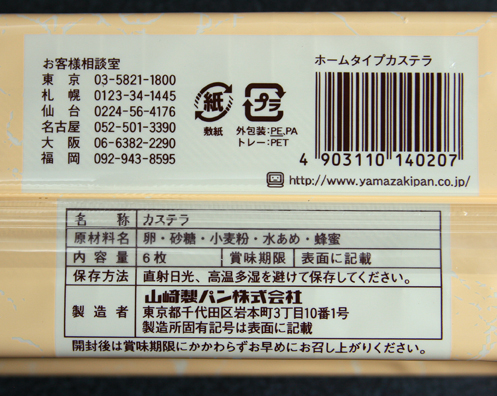 お客様相談室
東京 03-5821-1800
札幌 0123-34-1445
仙台 0224-56-4176
名古屋 052-501-3390
大阪 06-6382-2290
福岡 092-943-8595
紙
敷紙
プラ
外包装:PE,PA
トレー:PET
ホームタイプカステラ
4 903110 140207
http://www.yamazakipan.co.jp/
名称 カステラ
原材料名 卵・砂糖・小麦粉・水あめ・蜂蜜
内容量 6枚 賞味期限 表面に記載
保存方法 直射日光、高温多湿を避けて保存してください。
製造者 山崎製パン株式会社
東京都千代田区岩本町3丁目10番1号
製造所固有記号は表面に記載
開封後は賞味期限にかかわらずお早めにお召し上がりください。